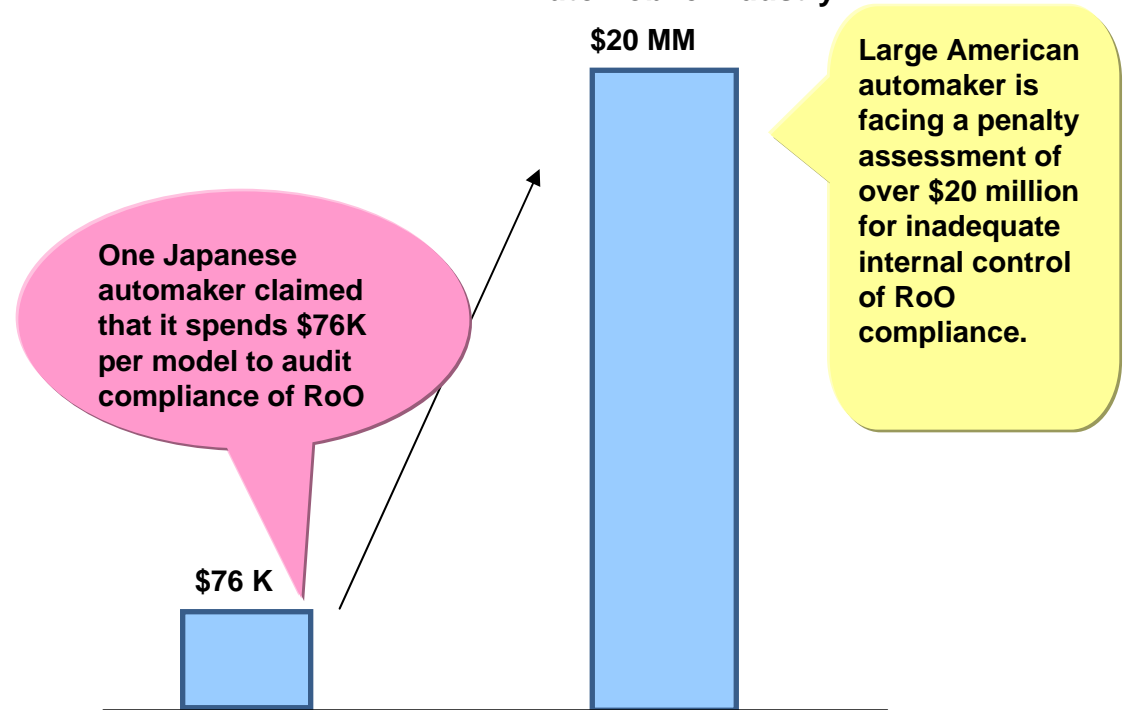 $20 MM
Large American
automaker is
facing a penalty
assessment of
over $20 million
for inadequate
internal control
of RoO
compliance.
One Japanese
automaker claimed
that it spends $76K
per model to audit
compliance of RoO
$76 K